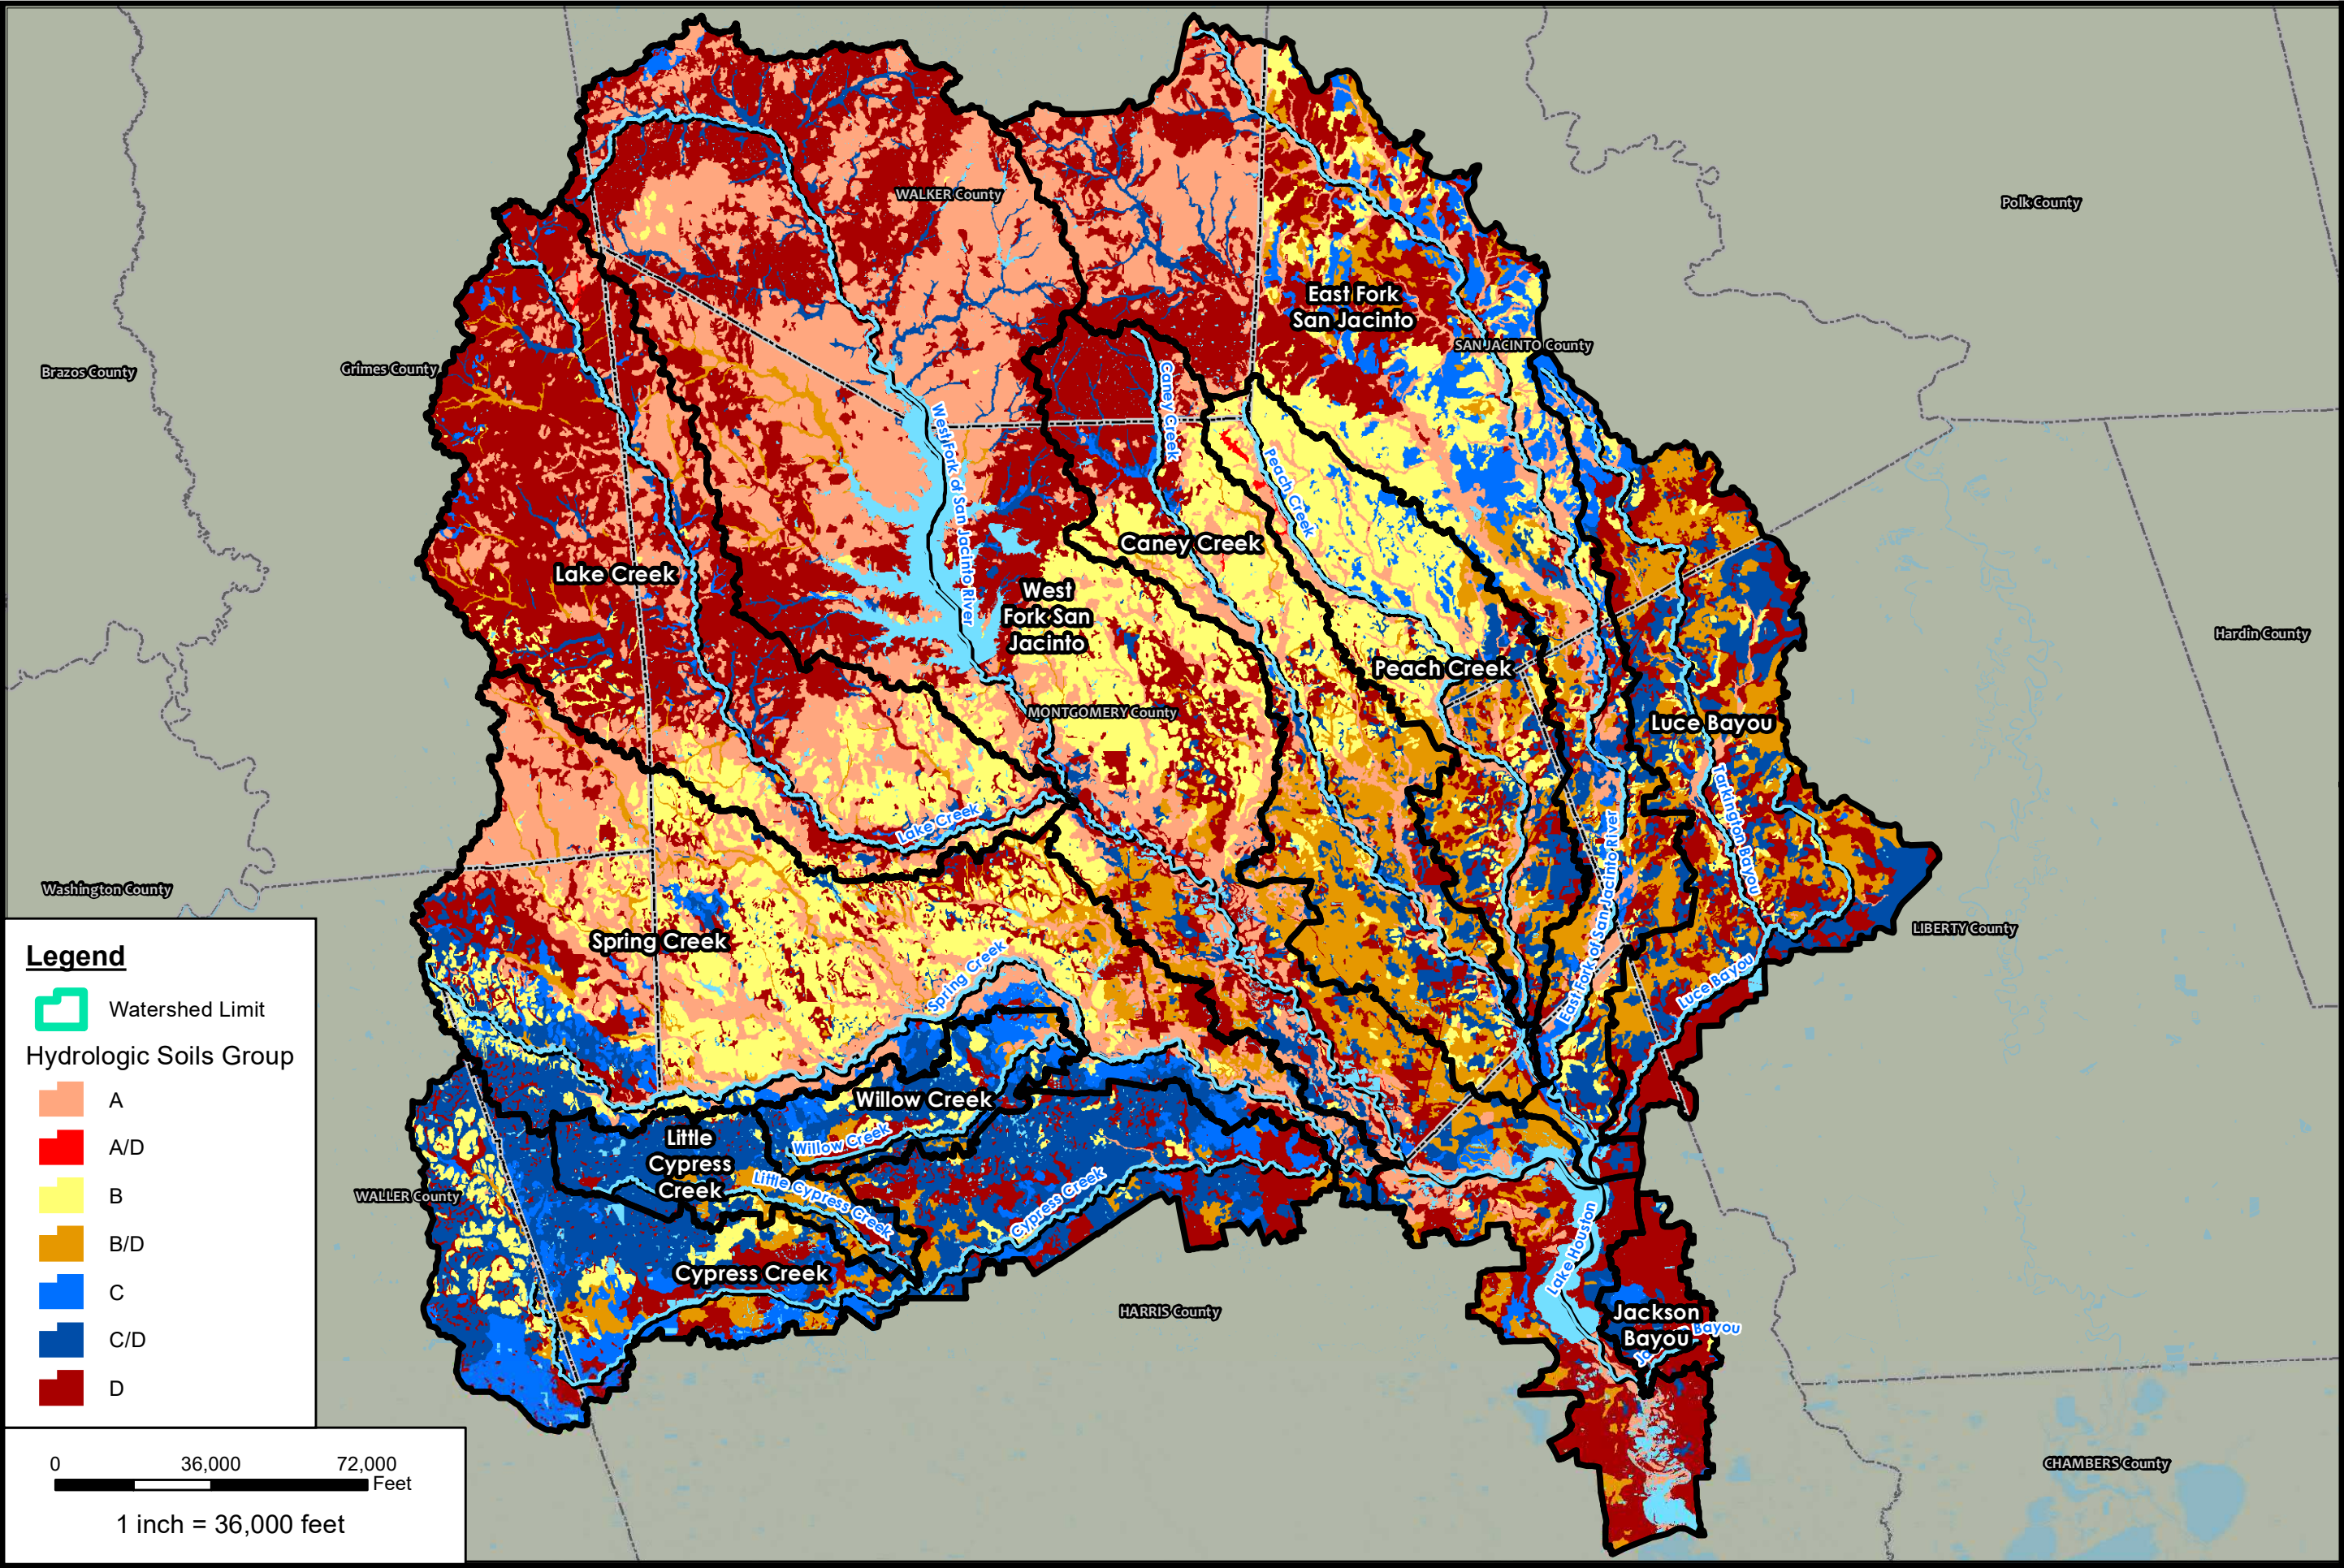 WALKER County
Polk County
East Fork
San Jacinto
SAN JACINTO County
Brazos County
Grimes County
Caney Creek
West Fork of San Jacinto River
Peach Creek
Caney Creek
Lake Creek
West
Fork San
Jacinto
Hardin County
Peach Creek
MONTGOMERY County
Luce Bayou
Tarkington Bayou
Lake Creek
East Fork of San Jacinto River
Washington County
LIBERTY County
Spring Creek
Spring Creek
Luce Bayou
Willow Creek
Willow Creek
Little
Cypress
Creek
Little Cypress Creek
WALLER County
Cypress Creek
Cypress Creek
Lake Houston
HARRIS County
Jackson
Bayou
Bayou
CHAMBERS County
Legend
Watershed Limit
Hydrologic Soils Group
A
A/D
B
B/D
C
C/D
D
0 36,000 72,000
Feet
1 inch = 36,000 feet